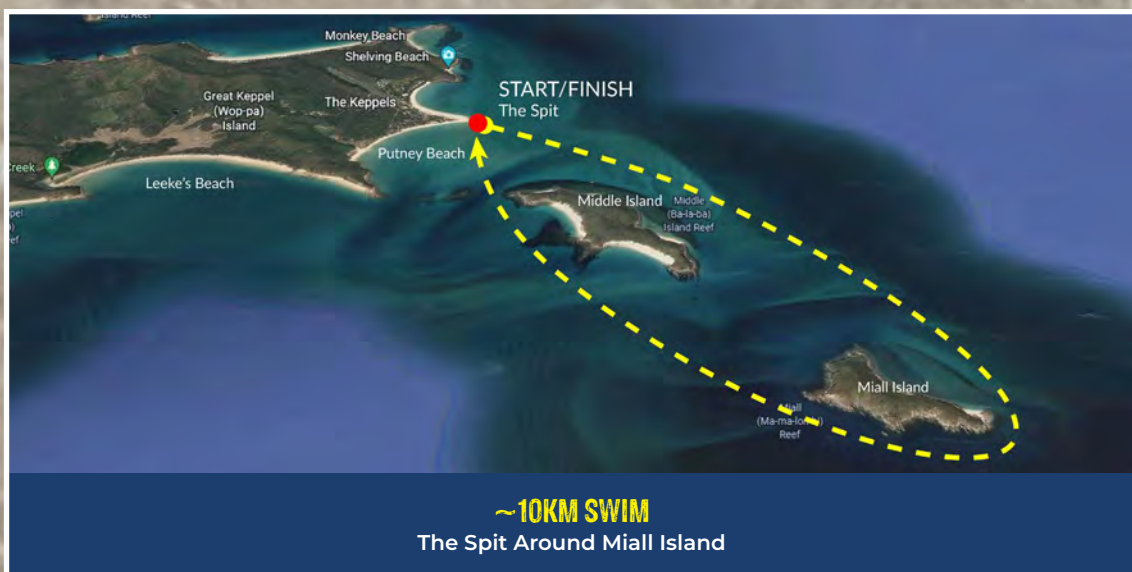 Island Reef
Monkey Beach
Shelving Beach
START/FINISH
The Spit
Great Keppel
(Wop-pa)
Island
The Keppels
Putney Beach
Creek
Leeke's Beach
Middle Island
Middle
(Ba-la-ba)
Island Reef
Miall Island
Miall
Reef
~10KM SWIM
The Spit Around Miall Island